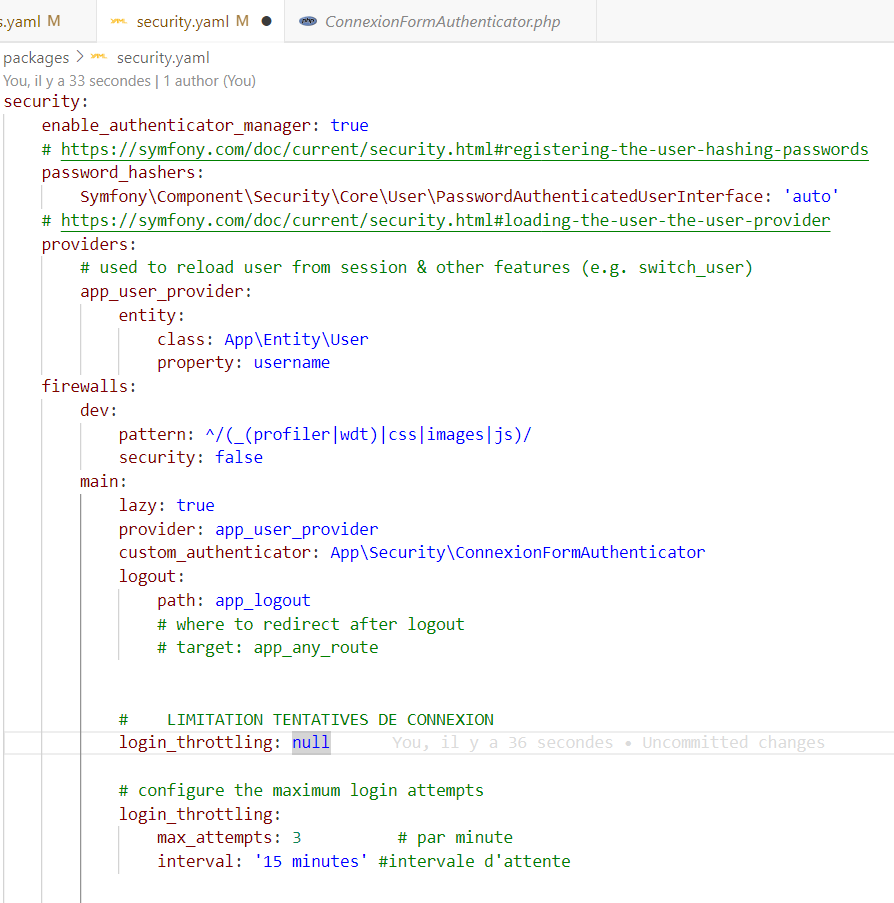 s.yaml M
security.yaml M
ConnexionFormAuthenticator.php
packages > security.yaml
You, il y a 33 secondes | 1 author (You)
security:
    enable_authenticator_manager: true
    # https://symfony.com/doc/current/security.html#registering-the-user-hashing-passwords
    password_hashers:
        Symfony\Component\Security\Core\User\PasswordAuthenticatedUserInterface: 'auto'
    # https://symfony.com/doc/current/security.html#loading-the-user-the-user-provider
    providers:
        # used to reload user from session & other features (e.g. switch_user)
        app_user_provider:
            entity:
                class: App\Entity\User
                property: username
    firewalls:
        dev:
            pattern: ^/(_(profiler|wdt)|css|images|js)/
            security: false
        main:
            lazy: true
            provider: app_user_provider
            custom_authenticator: App\Security\ConnexionFormAuthenticator
            logout:
                path: app_logout
                # where to redirect after logout
                # target: app_any_route
            #    LIMITATION TENTATIVES DE CONNEXION
            login_throttling: null      You, il y a 36 secondes • Uncommitted changes
            # configure the maximum login attempts
            login_throttling:
                max_attempts: 3          # par minute
                interval: '15 minutes' #intervale d'attente